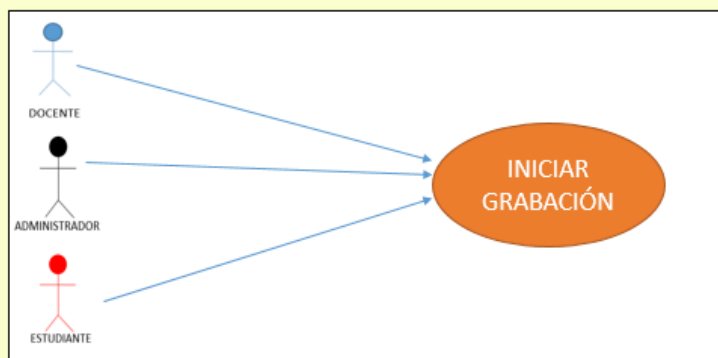 DOCENTE
ADMINISTRADOR
ESTUDIANTE
INICIAR
GRABACIÓN